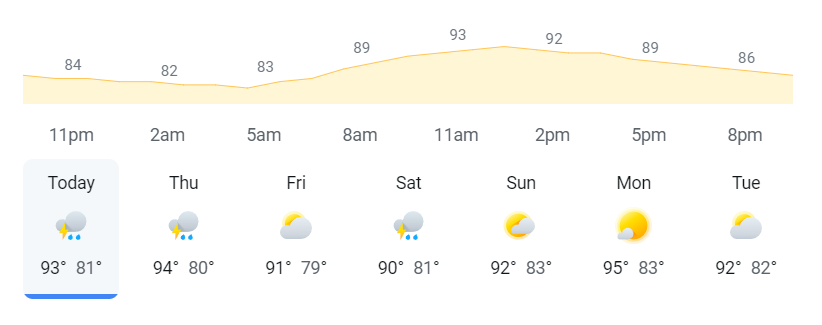 84 82 83 89 93 92 89 86
11pm 2am 5am 8am 11am 2pm 5pm 8pm
Today Thu Fri Sat Sun Mon Tue
93° 81° 94° 80° 91° 79° 90° 81° 92° 83° 95° 83° 92° 82°